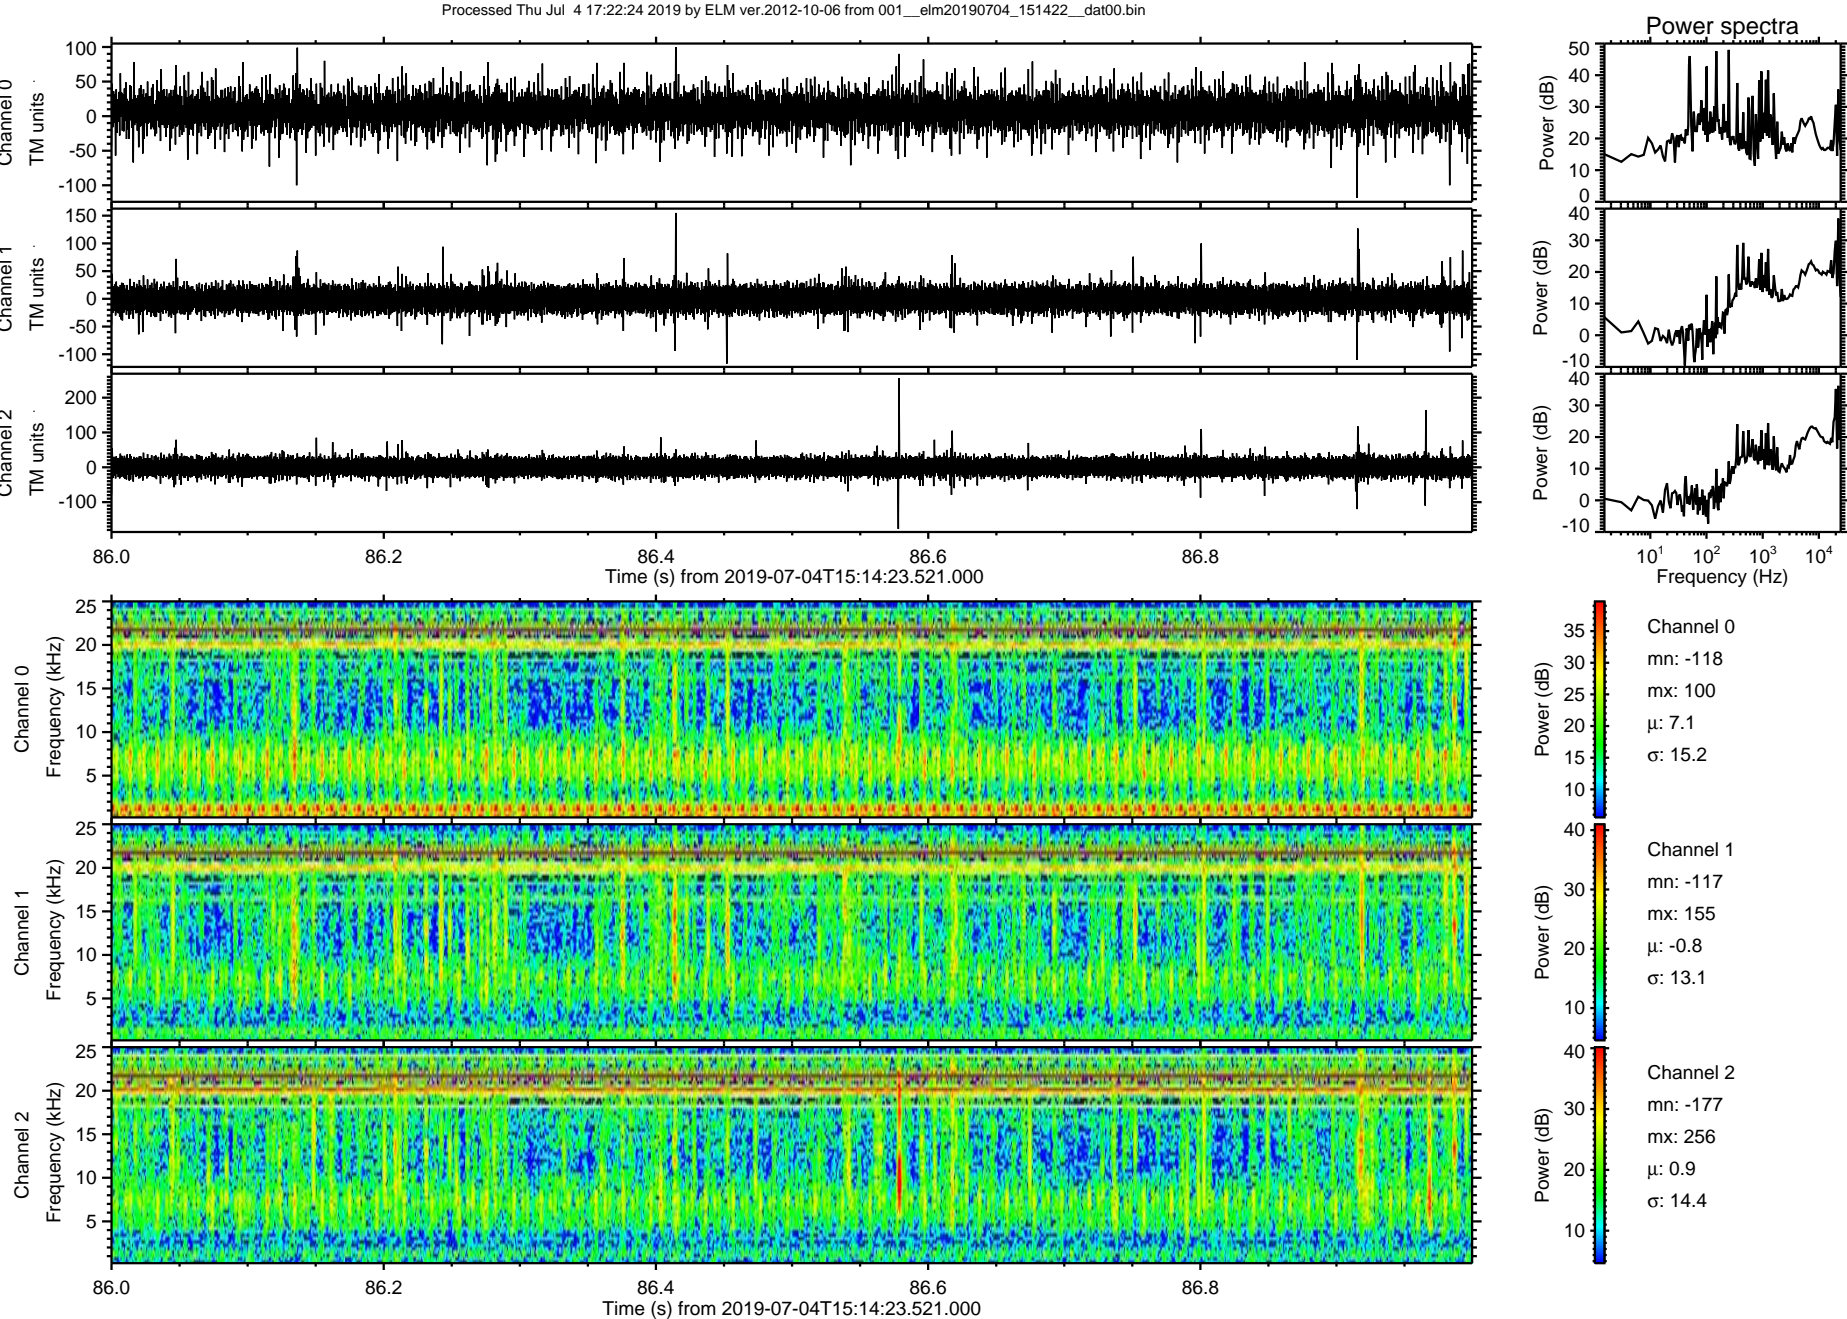 Processed Thu Jul 4 17:22:24 2019 by ELM ver.2012-10-06 from 001__elm20190704_151422__dat00.bin
Power spectra
Channel 0
TM units
100
50
0
-50
-100
Power (dB)
50
40
30
20
10
0
Channel 1
TM units
150
100
50
0
-50
-100
Power (dB)
40
30
20
10
0
-10
Channel 2
TM units
200
100
0
-100
Power (dB)
40
30
20
10
0
-10
86.0 86.2 86.4 86.6 86.8
Time (s) from 2019-07-04T15:14:23.521.000
10^1 10^2 10^3 10^4
Frequency (Hz)
Channel 0
Frequency (kHz)
25
20
15
10
5
Power (dB)
35
30
25
20
15
10
Channel 0
mn: -118
mx: 100
μ: 7.1
σ: 15.2
Channel 1
Frequency (kHz)
25
20
15
10
5
Power (dB)
40
30
20
10
Channel 1
mn: -117
mx: 155
μ: -0.8
σ: 13.1
Channel 2
Frequency (kHz)
25
20
15
10
5
Power (dB)
40
30
20
10
Channel 2
mn: -177
mx: 256
μ: 0.9
σ: 14.4
86.0 86.2 86.4 86.6 86.8
Time (s) from 2019-07-04T15:14:23.521.000